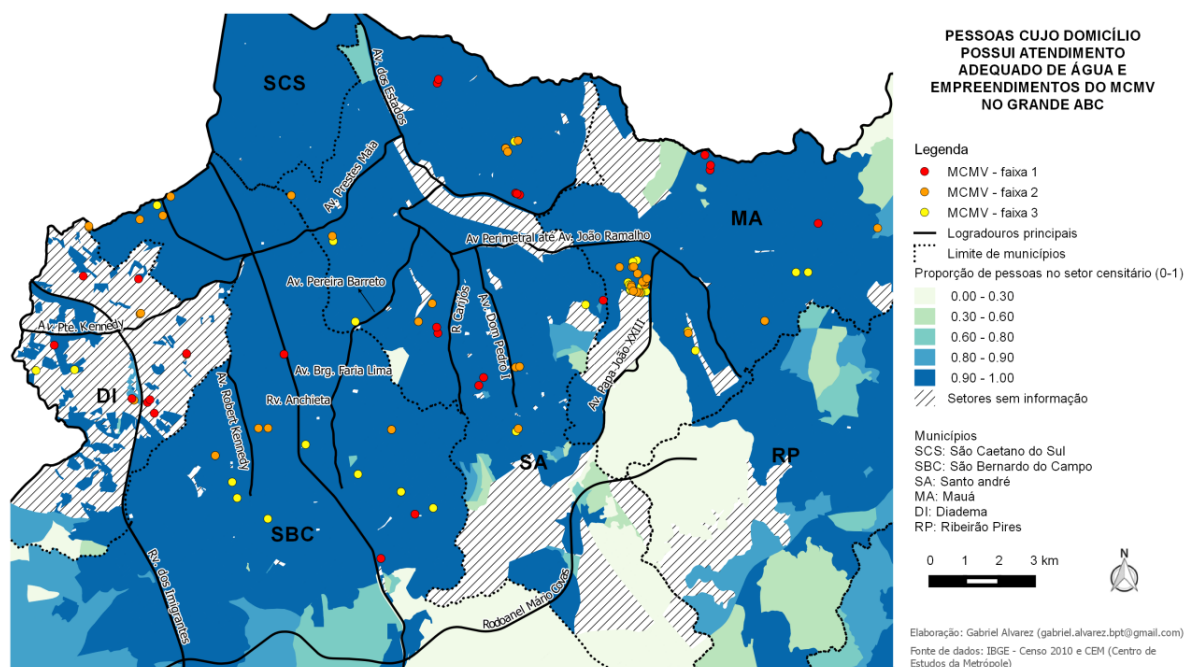 PESSOAS CUJO DOMICÍLIO
POSSUI ATENDIMENTO
ADEQUADO DE ÁGUA E
EMPREENDIMENTOS DO MCMV
NO GRANDE ABC
Legenda
MCMV - faixa 1
MCMV - faixa 2
MCMV - faixa 3
Logradouros principais
Limite de municípios
Proporção de pessoas no setor censitário (0-1)
0.00 - 0.30
0.30 - 0.60
0.60 - 0.80
0.80 - 0.90
0.90 - 1.00
Setores sem informação
Municípios
SCS: São Caetano do Sul
SBC: São Bernardo do Campo
SA: Santo andré
MA: Mauá
DI: Diadema
RP: Ribeirão Pires
0 1 2 3 km
N
Elaboração: Gabriel Alvarez (gabriel.alvarez.bpt@gmail.com)
Fonte de dados: IBGE - Censo 2010 e CEM (Centro de
Estudos da Metrópole)
SCS
Av. dos Estados
Av. Prestes Maia
MA
Av Perimetral até Av. João Ramalho
Av. Pereira Barreto
Av. Pte. Kennedy
R Carijós
Av. Dom Pedro I
Av. Papa João XXIII
Av. Brg. Faria Lima
DI
Av. Robert Kennedy
Rv. Anchieta
SA
RP
SBC
Rv. dos Imigrantes
Rodoanel Mário Covas